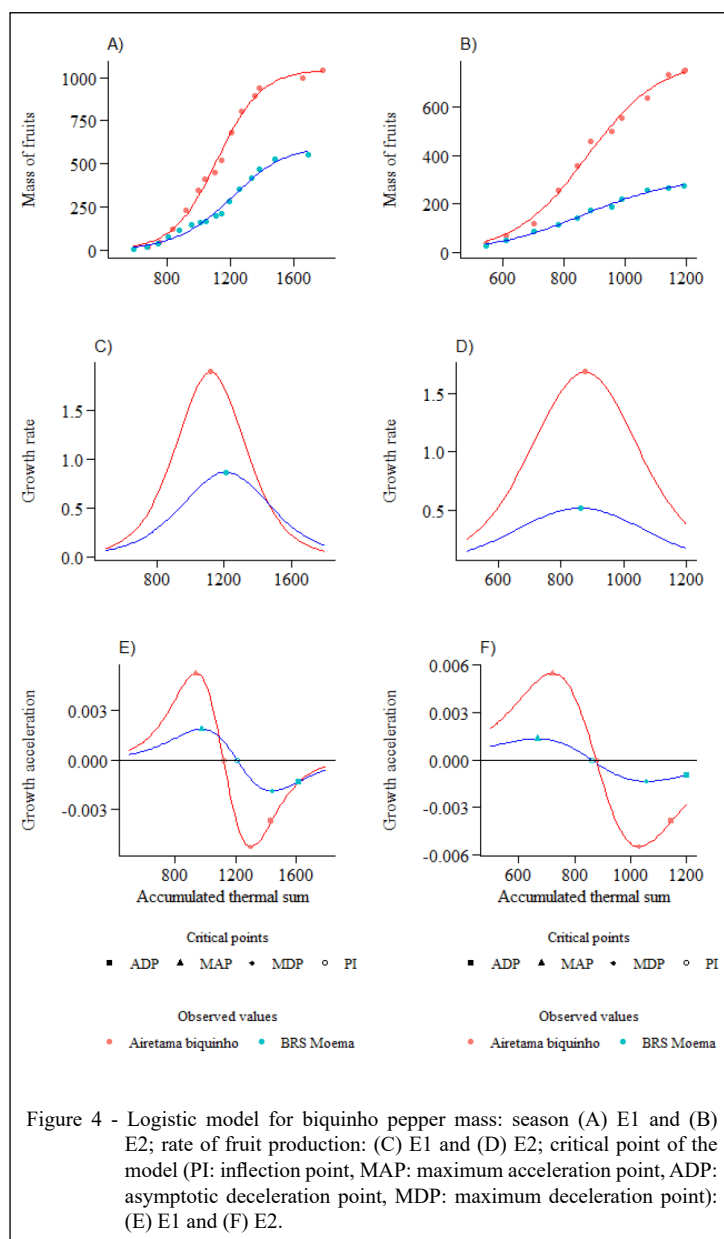 A)
B)
Mass of fruits
1000
750
500
250
0
800
1200
1600
Mass of fruits
600
400
200
0
600
800
1000
1200
C)
D)
Growth rate
1.5
1.0
0.5
0.0
800
1200
1600
Growth rate
1.5
1.0
0.5
600
800
1000
1200
E)
F)
Growth acceleration
0.003
0.000
-0.003
800
1200
1600
Accumulated thermal sum
Growth acceleration
0.006
0.003
0.000
-0.003
-0.006
600
800
1000
1200
Accumulated thermal sum
Critical points
ADP MAP MDP PI
Critical points
ADP MAP MDP PI
Observed values
Airetama biquinho BRS Moema
Observed values
Airetama biquinho BRS Moema
Figure 4 - Logistic model for biquinho pepper mass: season (A) E1 and (B)
E2; rate of fruit production: (C) E1 and (D) E2; critical point of the
model (PI: inflection point, MAP: maximum acceleration point, ADP:
asymptotic deceleration point, MDP: maximum deceleration point):
(E) E1 and (F) E2.